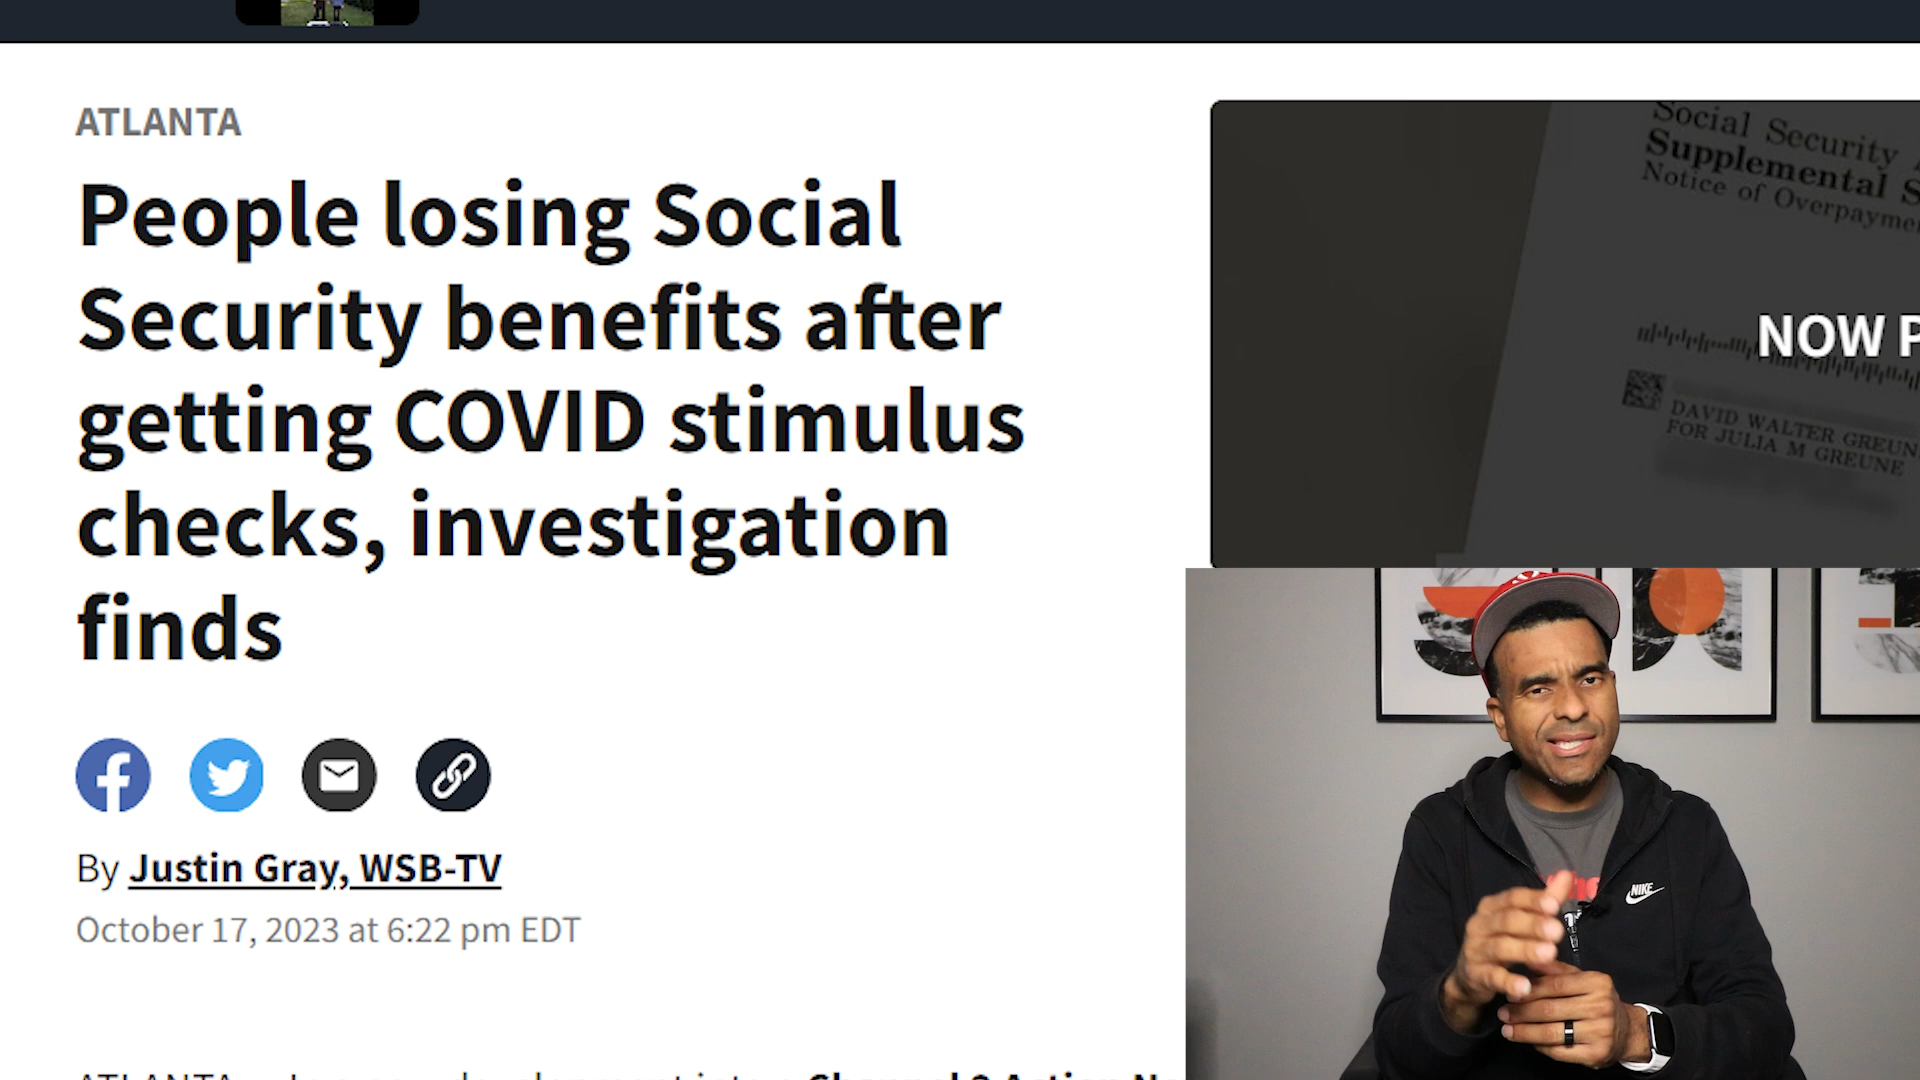 ATLANTA
People losing Social
Security benefits after
getting COVID stimulus
checks, investigation
finds
By Justin Gray, WSB-TV
October 17, 2023 at 6:22 pm EDT
Social Security
Supplemental S
Notice of Overpayme
NOW P
DAVID WALTER GREUN
FOR JULIA M GREUNE
NIKE